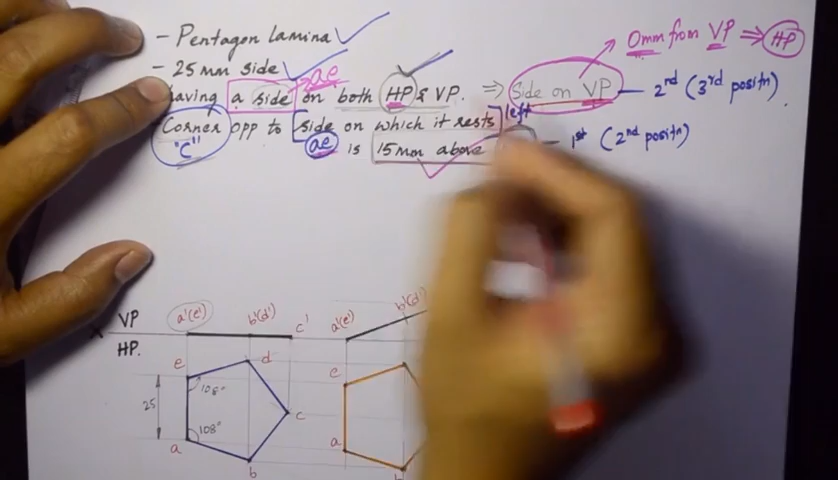 - Pentagon Lamina
- 25 mm side
having a side on both HP & VP. ⇒ Side on VP — 2nd (3rd positn)
ae
0mm from VP ⇒ HP
Corner opp to side on which it rests
left
"C" ae is 15mm above — 1st (2nd positn)
X VP
HP.
a'(e') b'(d') c'
a'(e') b'(d')
e d
108°
25
c
108°
a
b
e
a
b